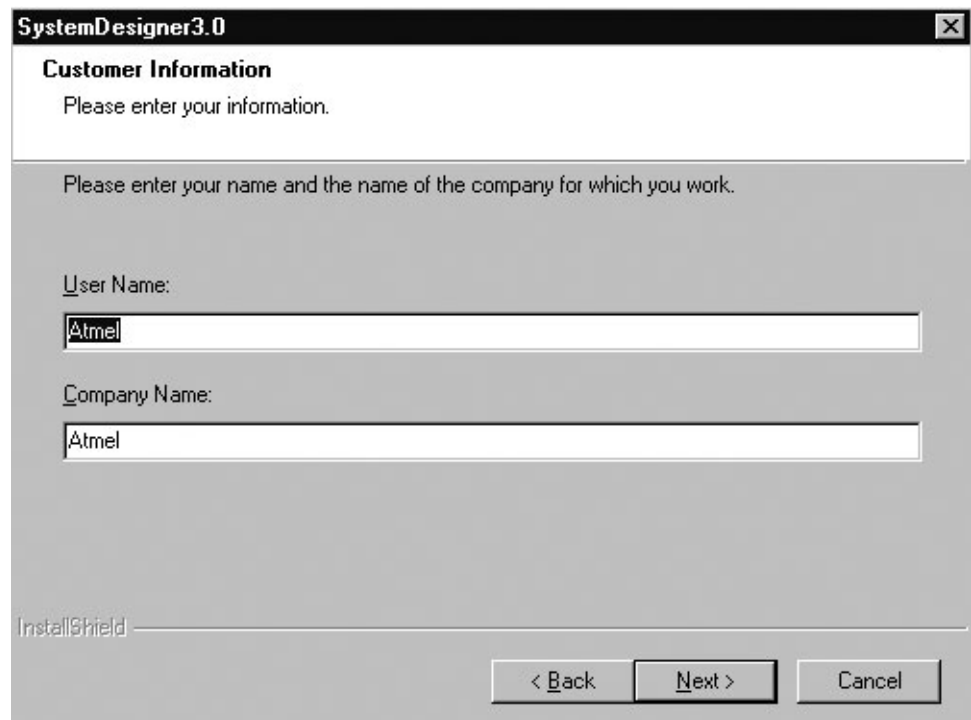 SystemDesigner3.0
Customer Information
Please enter your information.
Please enter your name and the name of the company for which you work.
User Name:
Atmel
Company Name:
Atmel
InstallShield
< Back Next > Cancel